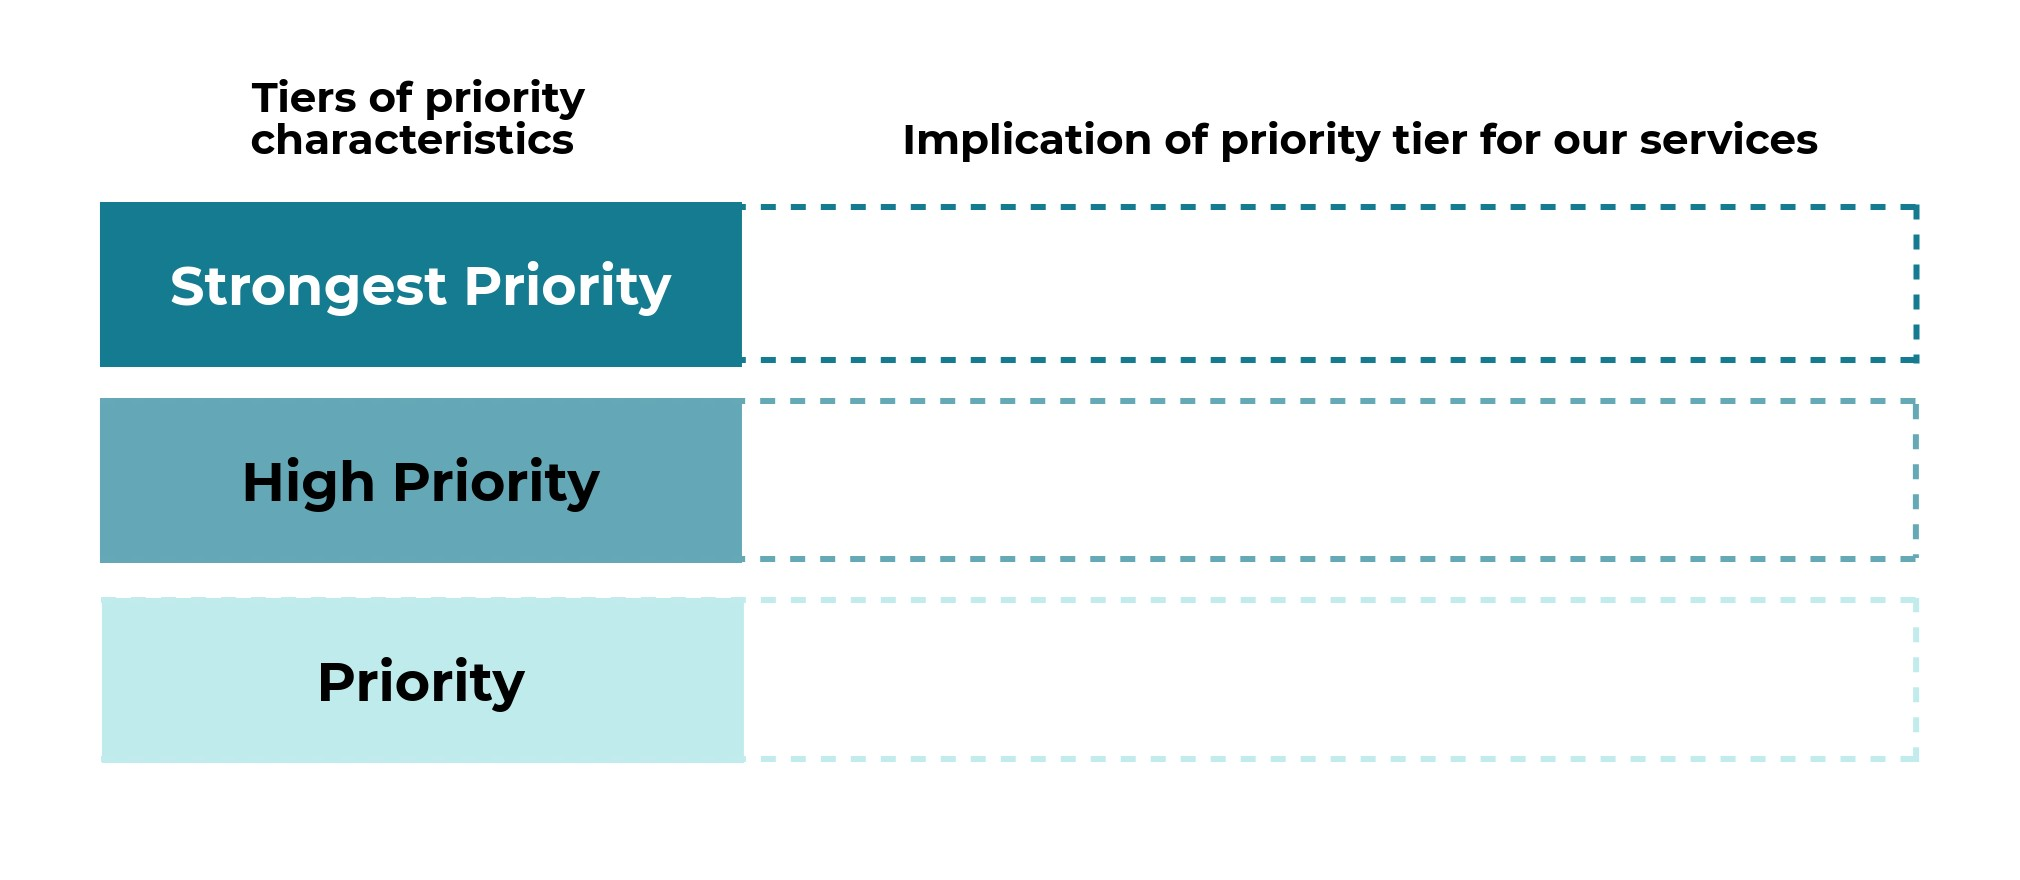 Tiers of priority
characteristics
Implication of priority tier for our services
Strongest Priority
High Priority
Priority